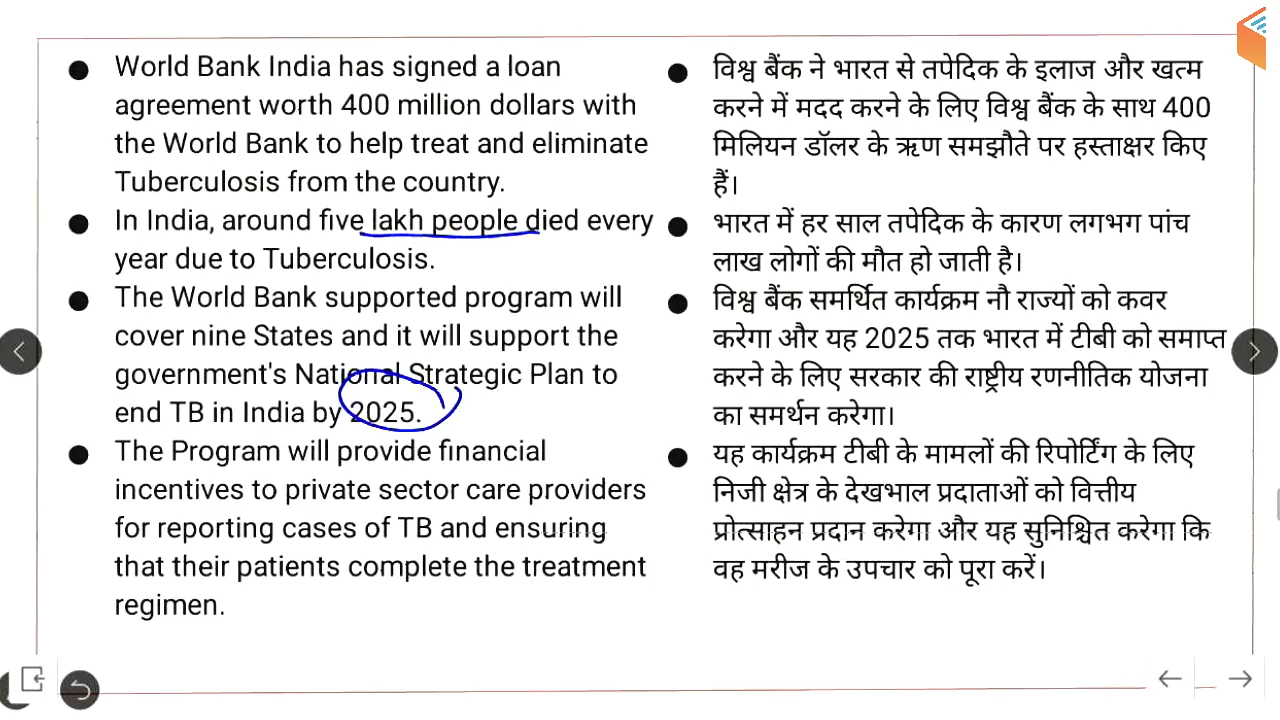 World Bank India has signed a loan
agreement worth 400 million dollars with
the World Bank to help treat and eliminate
Tuberculosis from the country.
In India, around five lakh people died every
year due to Tuberculosis.
The World Bank supported program will
cover nine States and it will support the
government's National Strategic Plan to
end TB in India by 2025.
The Program will provide financial
incentives to private sector care providers
for reporting cases of TB and ensuring
that their patients complete the treatment
regimen.
विश्व बैंक ने भारत से तपेदिक के इलाज और खत्म
करने में मदद करने के लिए विश्व बैंक के साथ 400
मिलियन डॉलर के ऋण समझौते पर हस्ताक्षर किए
हैं।
भारत में हर साल तपेदिक के कारण लगभग पांच
लाख लोगों की मौत हो जाती है।
विश्व बैंक समर्थित कार्यक्रम नौ राज्यों को कवर
करेगा और यह 2025 तक भारत में टीबी को समाप्त
करने के लिए सरकार की राष्ट्रीय रणनीतिक योजना
का समर्थन करेगा।
यह कार्यक्रम टीबी के मामलों की रिपोर्टिंग के लिए
निजी क्षेत्र के देखभाल प्रदाताओं को वित्तीय
प्रोत्साहन प्रदान करेगा और यह सुनिश्चित करेगा कि
वह मरीज के उपचार को पूरा करें।